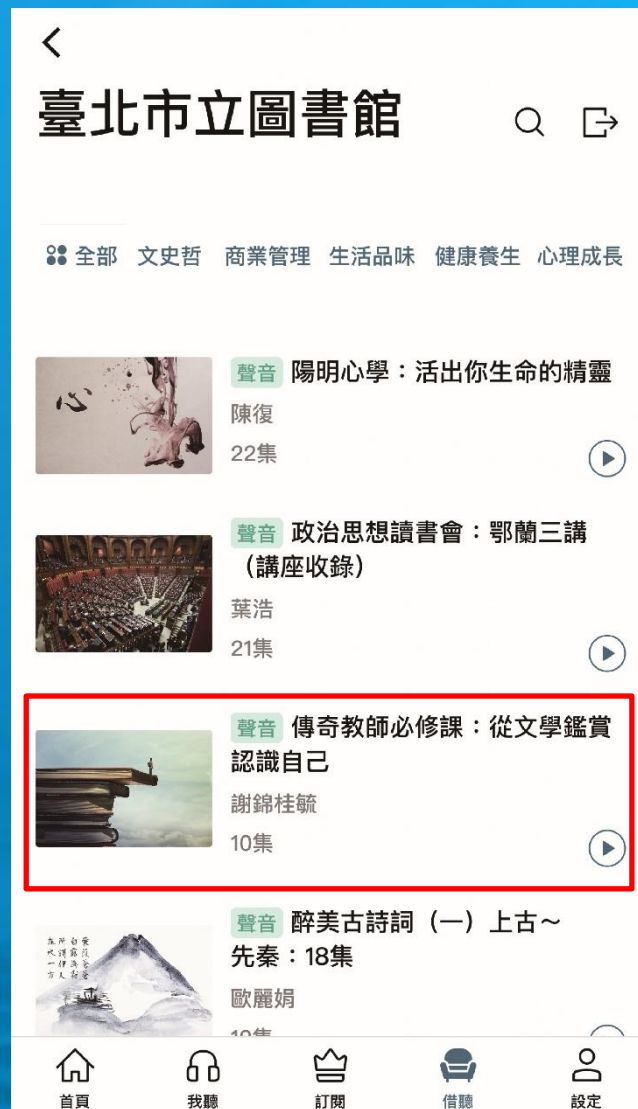 臺北市立圖書館
全部 文史哲 商業管理 生活品味 健康養生 心理成長
聲音 陽明心學：活出你生命的精靈
陳復
22集
聲音 政治思想讀書會：鄂蘭三講
（講座收錄）
葉浩
21集
聲音 傳奇教師必修課：從文學鑑賞
認識自己
謝錦桂毓
10集
聲音 醉美古詩詞（一）上古～
先秦：18集
歐麗娟
首頁 我聽 訂閱 借聽 設定